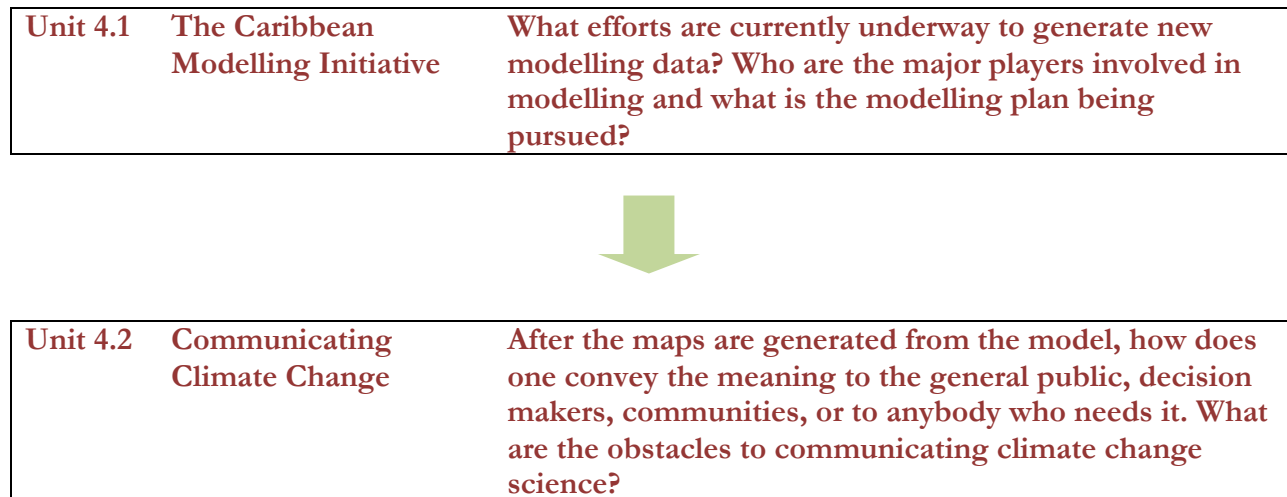 Unit 4.1 The Caribbean What efforts are currently underway to generate new
Modelling Initiative modelling data? Who are the major players involved in
modelling and what is the modelling plan being
pursued?
Unit 4.2 Communicating After the maps are generated from the model, how does
Climate Change one convey the meaning to the general public, decision
makers, communities, or to anybody who needs it. What
are the obstacles to communicating climate change
science?